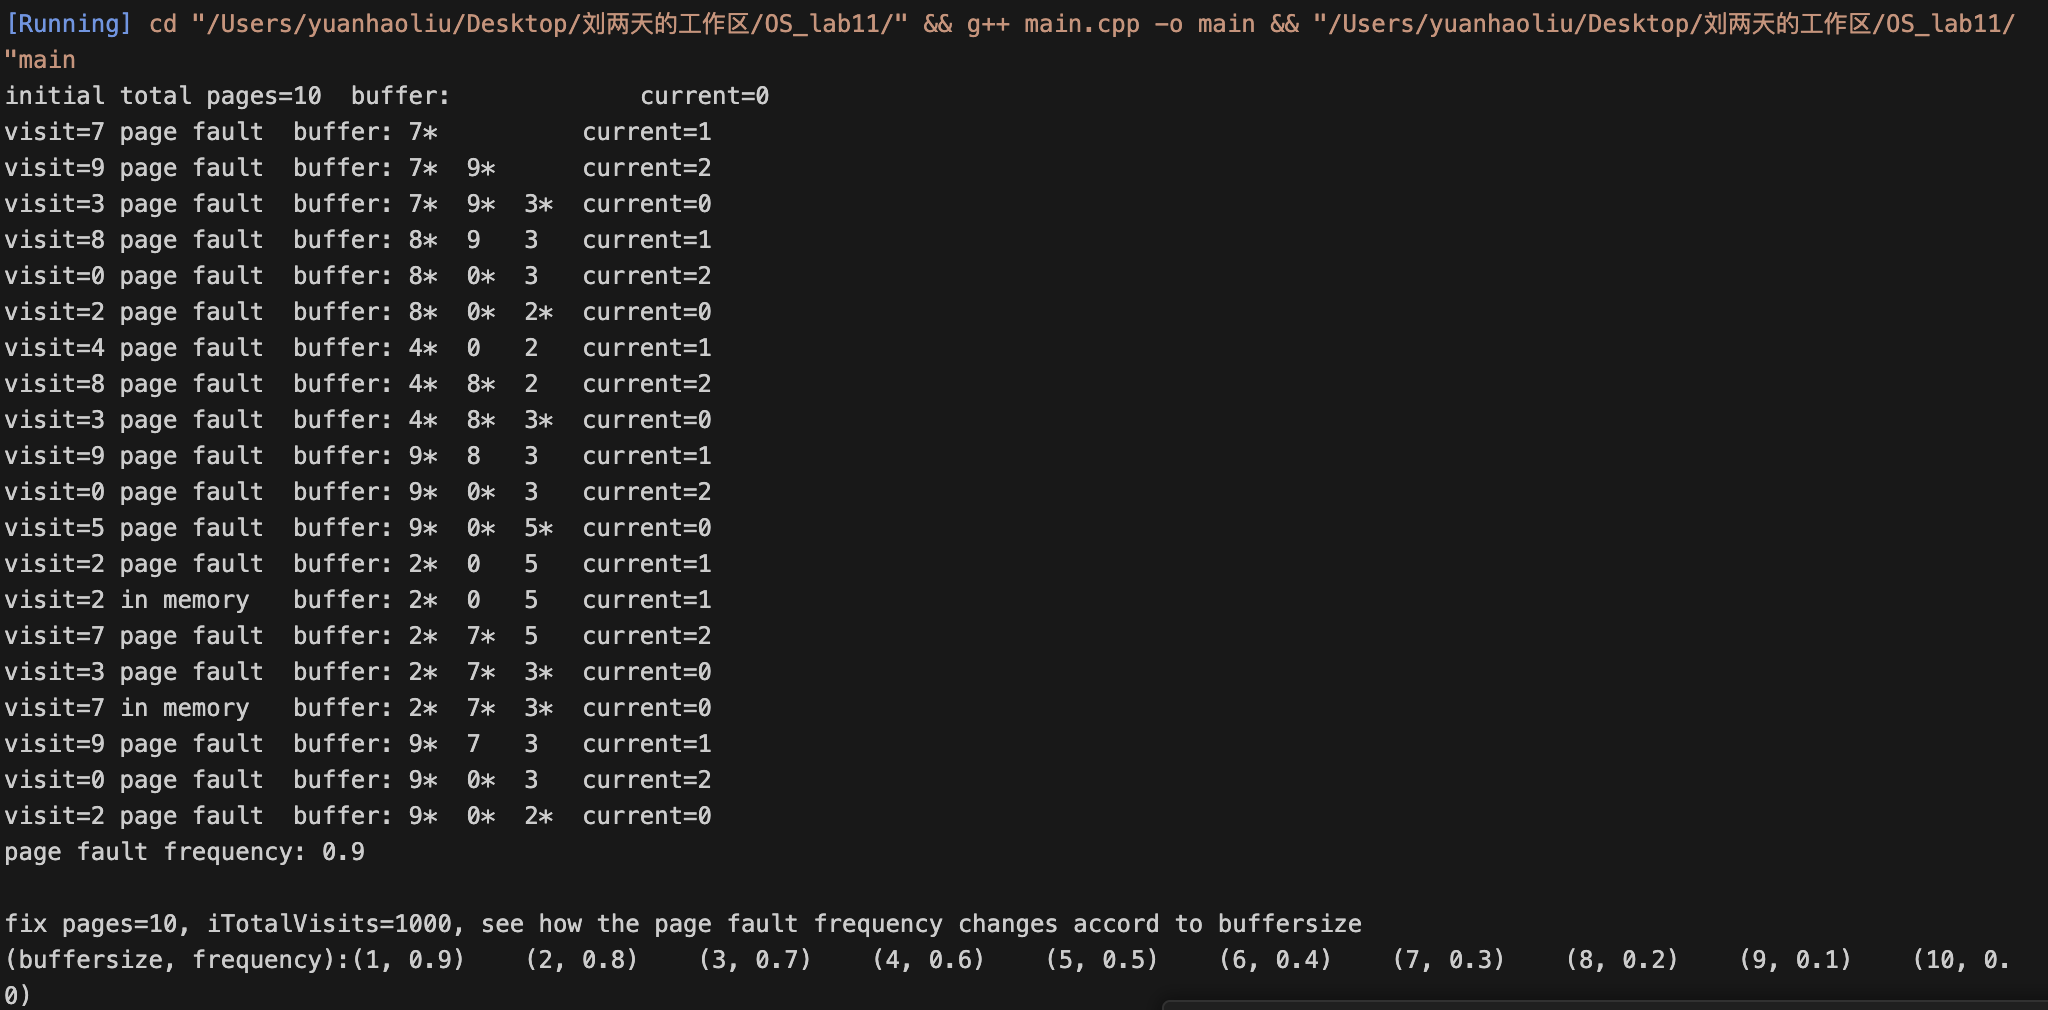 [Running] cd "/Users/yuanhaoliu/Desktop/刘两天的工作区/OS_lab11/" && g++ main.cpp -o main && "/Users/yuanhaoliu/Desktop/刘两天的工作区/OS_lab11/
"main
initial total pages=10  buffer:             current=0
visit=7 page fault  buffer: 7*          current=1
visit=9 page fault  buffer: 7*  9*      current=2
visit=3 page fault  buffer: 7*  9*  3*  current=0
visit=8 page fault  buffer: 8*  9   3   current=1
visit=0 page fault  buffer: 8*  0*  3   current=2
visit=2 page fault  buffer: 8*  0*  2*  current=0
visit=4 page fault  buffer: 4*  0   2   current=1
visit=8 page fault  buffer: 4*  8*  2   current=2
visit=3 page fault  buffer: 4*  8*  3*  current=0
visit=9 page fault  buffer: 9*  8   3   current=1
visit=0 page fault  buffer: 9*  0*  3   current=2
visit=5 page fault  buffer: 9*  0*  5*  current=0
visit=2 page fault  buffer: 2*  0   5   current=1
visit=2 in memory   buffer: 2*  0   5   current=1
visit=7 page fault  buffer: 2*  7*  5   current=2
visit=3 page fault  buffer: 2*  7*  3*  current=0
visit=7 in memory   buffer: 2*  7*  3*  current=0
visit=9 page fault  buffer: 9*  7   3   current=1
visit=0 page fault  buffer: 9*  0*  3   current=2
visit=2 page fault  buffer: 9*  0*  2*  current=0
page fault frequency: 0.9

fix pages=10, iTotalVisits=1000, see how the page fault frequency changes accord to buffersize
(buffersize, frequency):(1, 0.9)    (2, 0.8)    (3, 0.7)    (4, 0.6)    (5, 0.5)    (6, 0.4)    (7, 0.3)    (8, 0.2)    (9, 0.1)    (10, 0.
0)